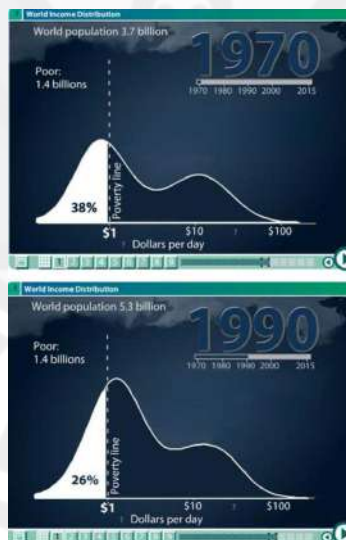 World Income Distribution
World population 3.7 billion
1970
Poor:
1.4 billions
1970 1980 1990 2000 2015
Poverty line
38%
$1 $10 $100
Dollars per day
World Income Distribution
World population 5.3 billion
1990
Poor:
1.4 billions
1970 1980 1990 2000 2015
Poverty line
26%
$1 $10 $100
Dollars per day